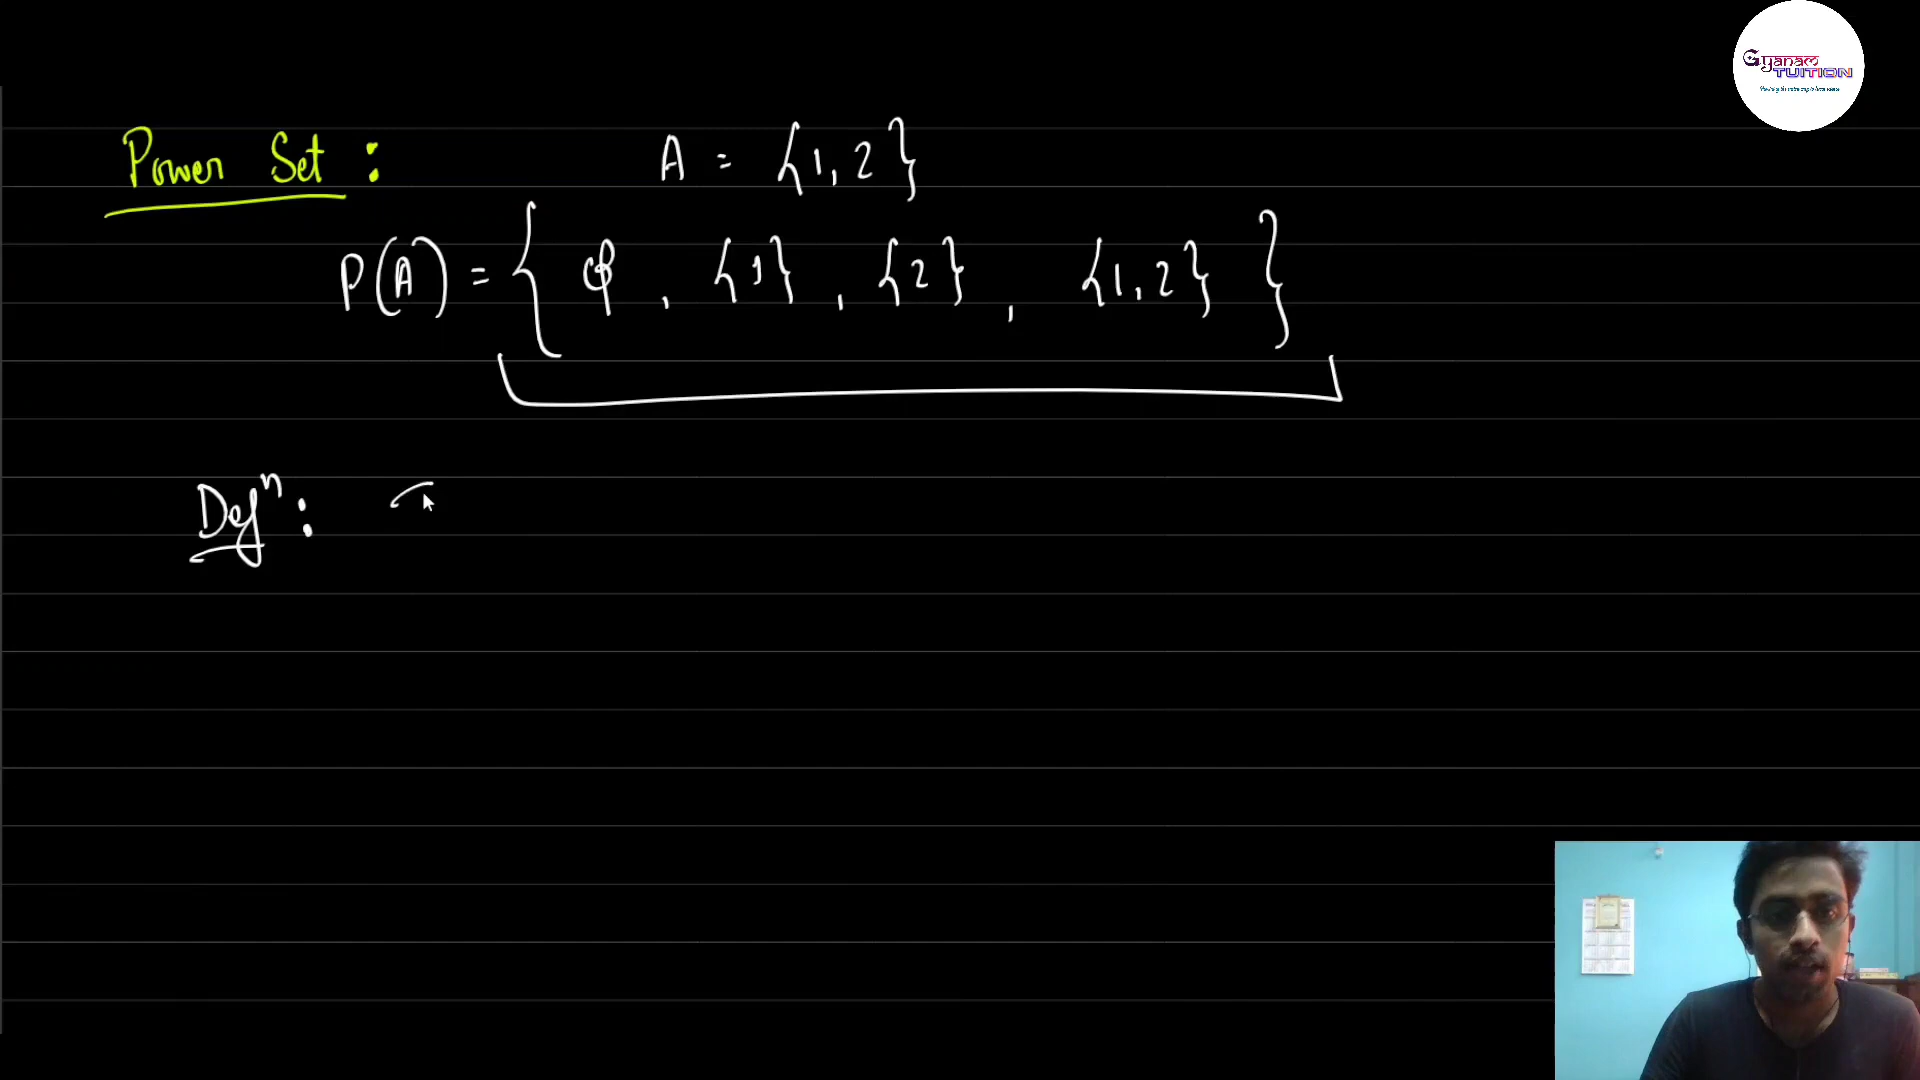 Gyanam
TUITION
Power Set :
A = {1, 2}
P(A) = { φ , {1} , {2} , {1, 2} }
Defⁿ :